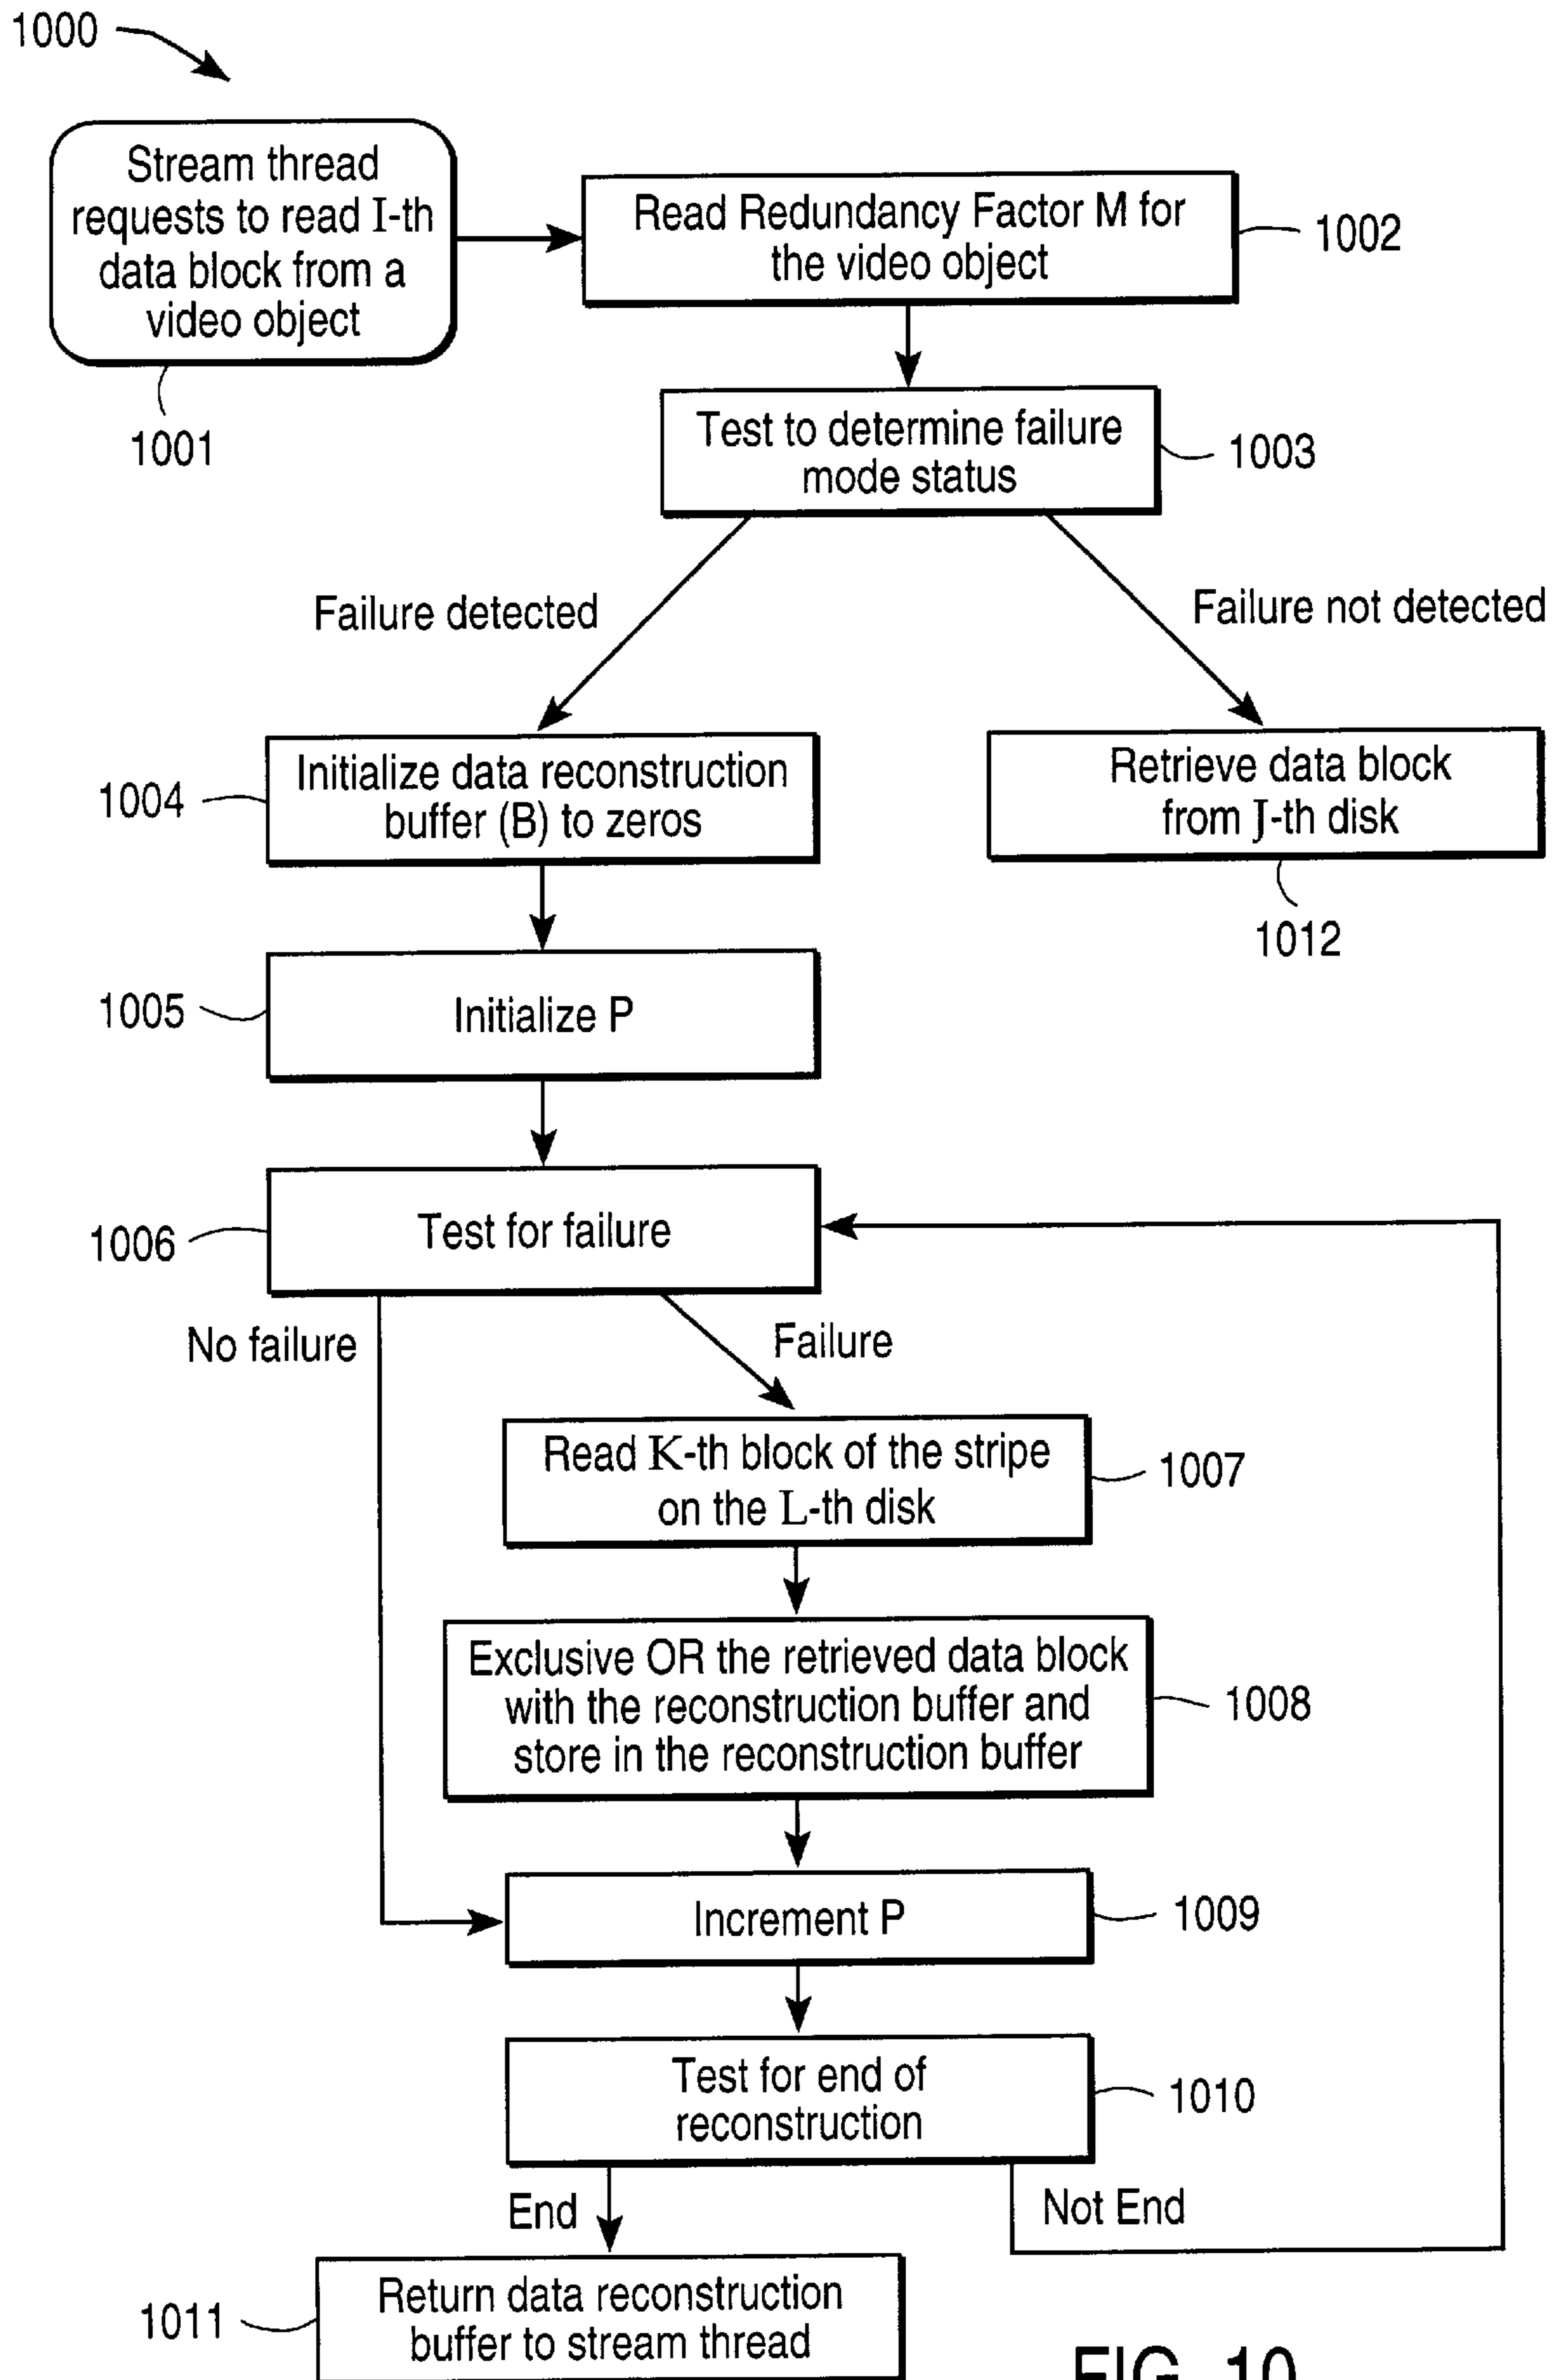 1000
Stream thread
requests to read I-th
data block from a
video object
1001
Read Redundancy Factor M for
the video object
1002
Test to determine failure
mode status
1003
Failure detected
Failure not detected
Initialize data reconstruction
buffer (B) to zeros
1004
Retrieve data block
from J-th disk
1012
Initialize P
1005
Test for failure
1006
No failure
Failure
Read K-th block of the stripe
on the L-th disk
1007
Exclusive OR the retrieved data block
with the reconstruction buffer and
store in the reconstruction buffer
1008
Increment P
1009
Test for end of
reconstruction
1010
End
Not End
Return data reconstruction
buffer to stream thread
1011
FIG. 10